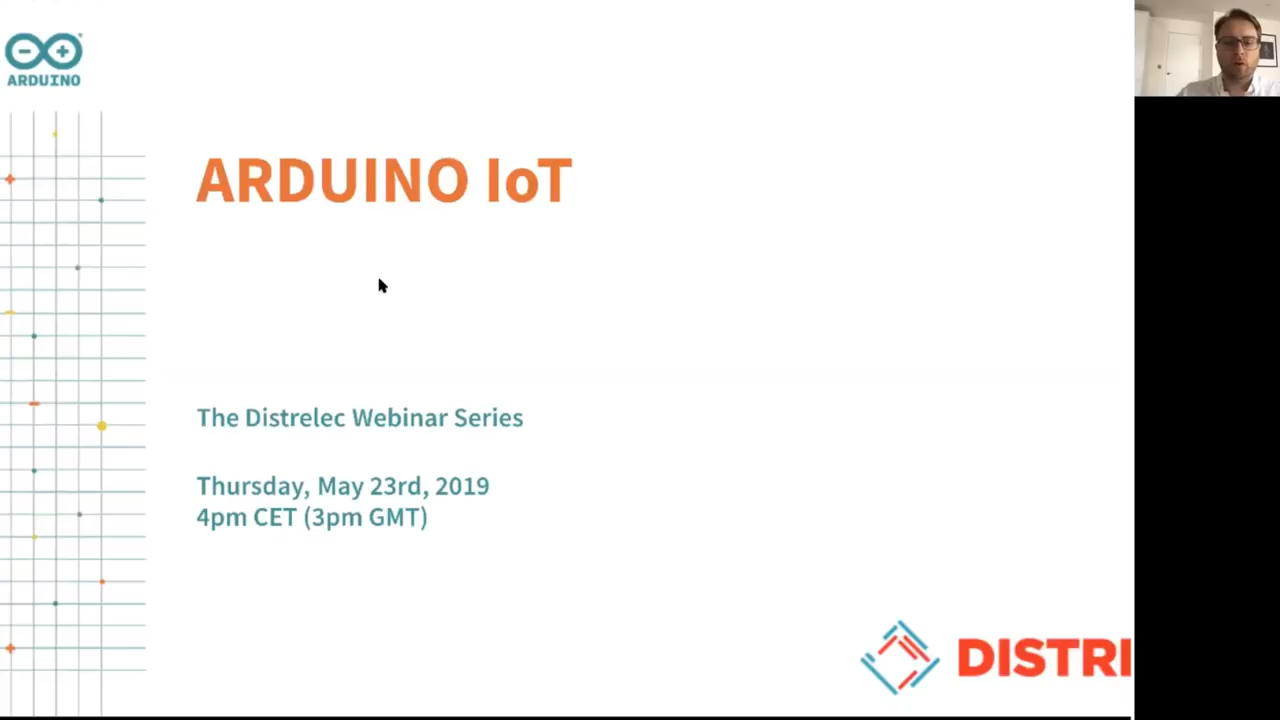 ARDUINO
ARDUINO IoT
The Distrelec Webinar Series
Thursday, May 23rd, 2019
4pm CET (3pm GMT)
DISTRI